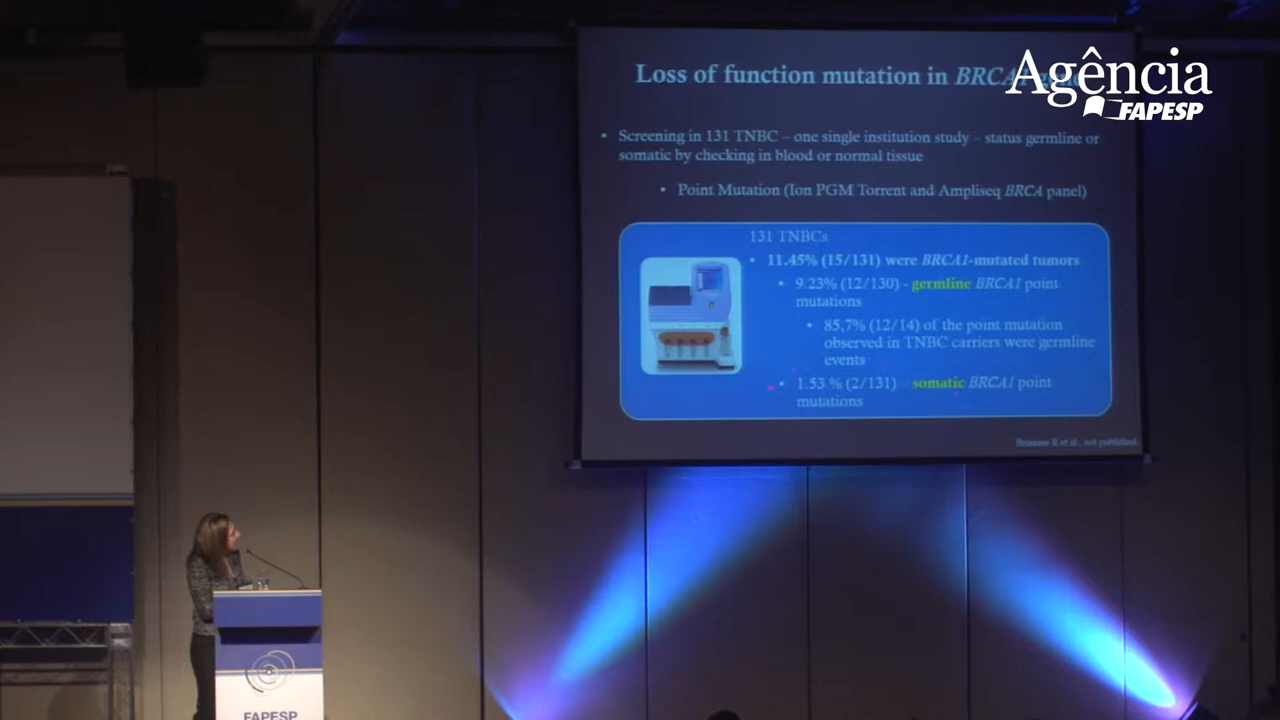 Loss of function mutation in BRCA1
Agência
FAPESP
• Screening in 131 TNBC – one single institution study – status germline or
somatic by checking in blood or normal tissue
• Point Mutation (Ion PGM Torrent and Ampliseq BRCA panel)
131 TNBCs
• 11.45% (15/131) were BRCA1-mutated tumors
• 9.23% (12/130) - germline BRCA1 point
mutations
• 85,7% (12/14) of the point mutation
observed in TNBC carriers were germline
events
• 1.53 % (2/131) – somatic BRCA1 point
mutations
et al., not published
FAPESP